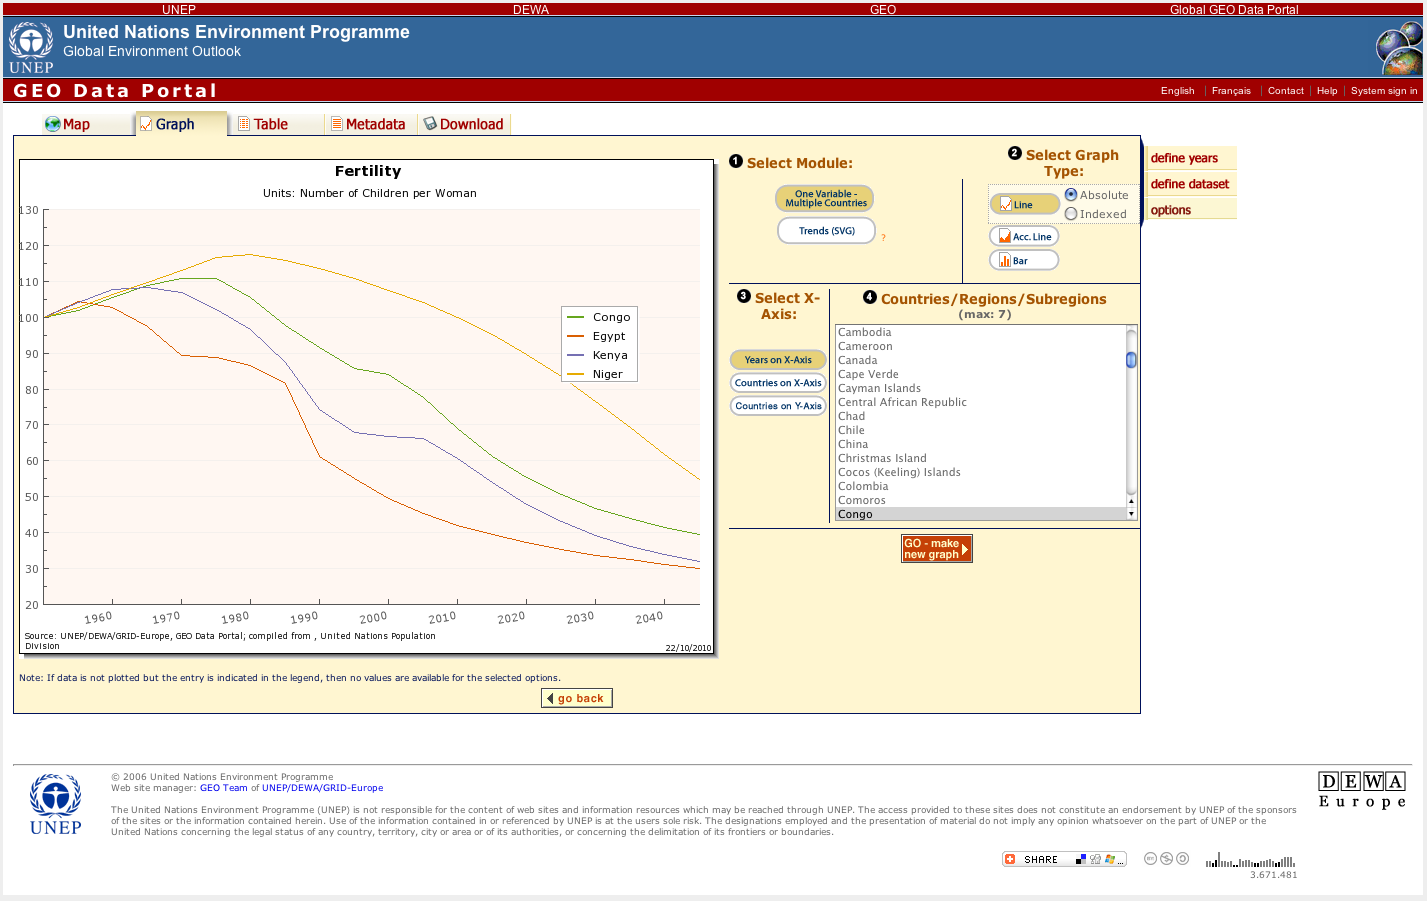 UNEP DEWA GEO Global GEO Data Portal
United Nations Environment Programme
Global Environment Outlook
UNEP
GEO Data Portal
English Français Contact Help System sign in
Map Graph Table Metadata Download
Fertility
Units: Number of Children per Woman
130
120
110
100
90
80
70
60
50
40
30
20
1960 1970 1980 1990 2000 2010 2020 2030 2040
Congo
Egypt
Kenya
Niger
Source: UNEP/DEWA/GRID-Europe, GEO Data Portal; compiled from , United Nations Population
Division
22/10/2010
Note: If data is not plotted but the entry is indicated in the legend, then no values are available for the selected options.
go back
1 Select Module:
One Variable -
Multiple Countries
Trends (SVG) ?
2 Select Graph
Type:
Line
Absolute
Indexed
Acc. Line
Bar
define years
define dataset
options
3 Select X-
Axis:
Years on X-Axis
Countries on X-Axis
Countries on Y-Axis
4 Countries/Regions/Subregions
(max: 7)
Cambodia
Cameroon
Canada
Cape Verde
Cayman Islands
Central African Republic
Chad
Chile
China
Christmas Island
Cocos (Keeling) Islands
Colombia
Comoros
Congo
GO - make
new graph
UNEP
© 2006 United Nations Environment Programme
Web site manager: GEO Team of UNEP/DEWA/GRID-Europe
The United Nations Environment Programme (UNEP) is not responsible for the content of web sites and information resources which may be reached through UNEP. The access provided to these sites does not constitute an endorsement by UNEP of the sponsors
of the sites or the information contained herein. Use of the information contained in or referenced by UNEP is at the users sole risk. The designations employed and the presentation of material do not imply any opinion whatsoever on the part of UNEP or the
United Nations concerning the legal status of any country, territory, city or area or of its authorities, or concerning the delimitation of its frontiers or boundaries.
DEWA
Europe
SHARE ...
3.671.481